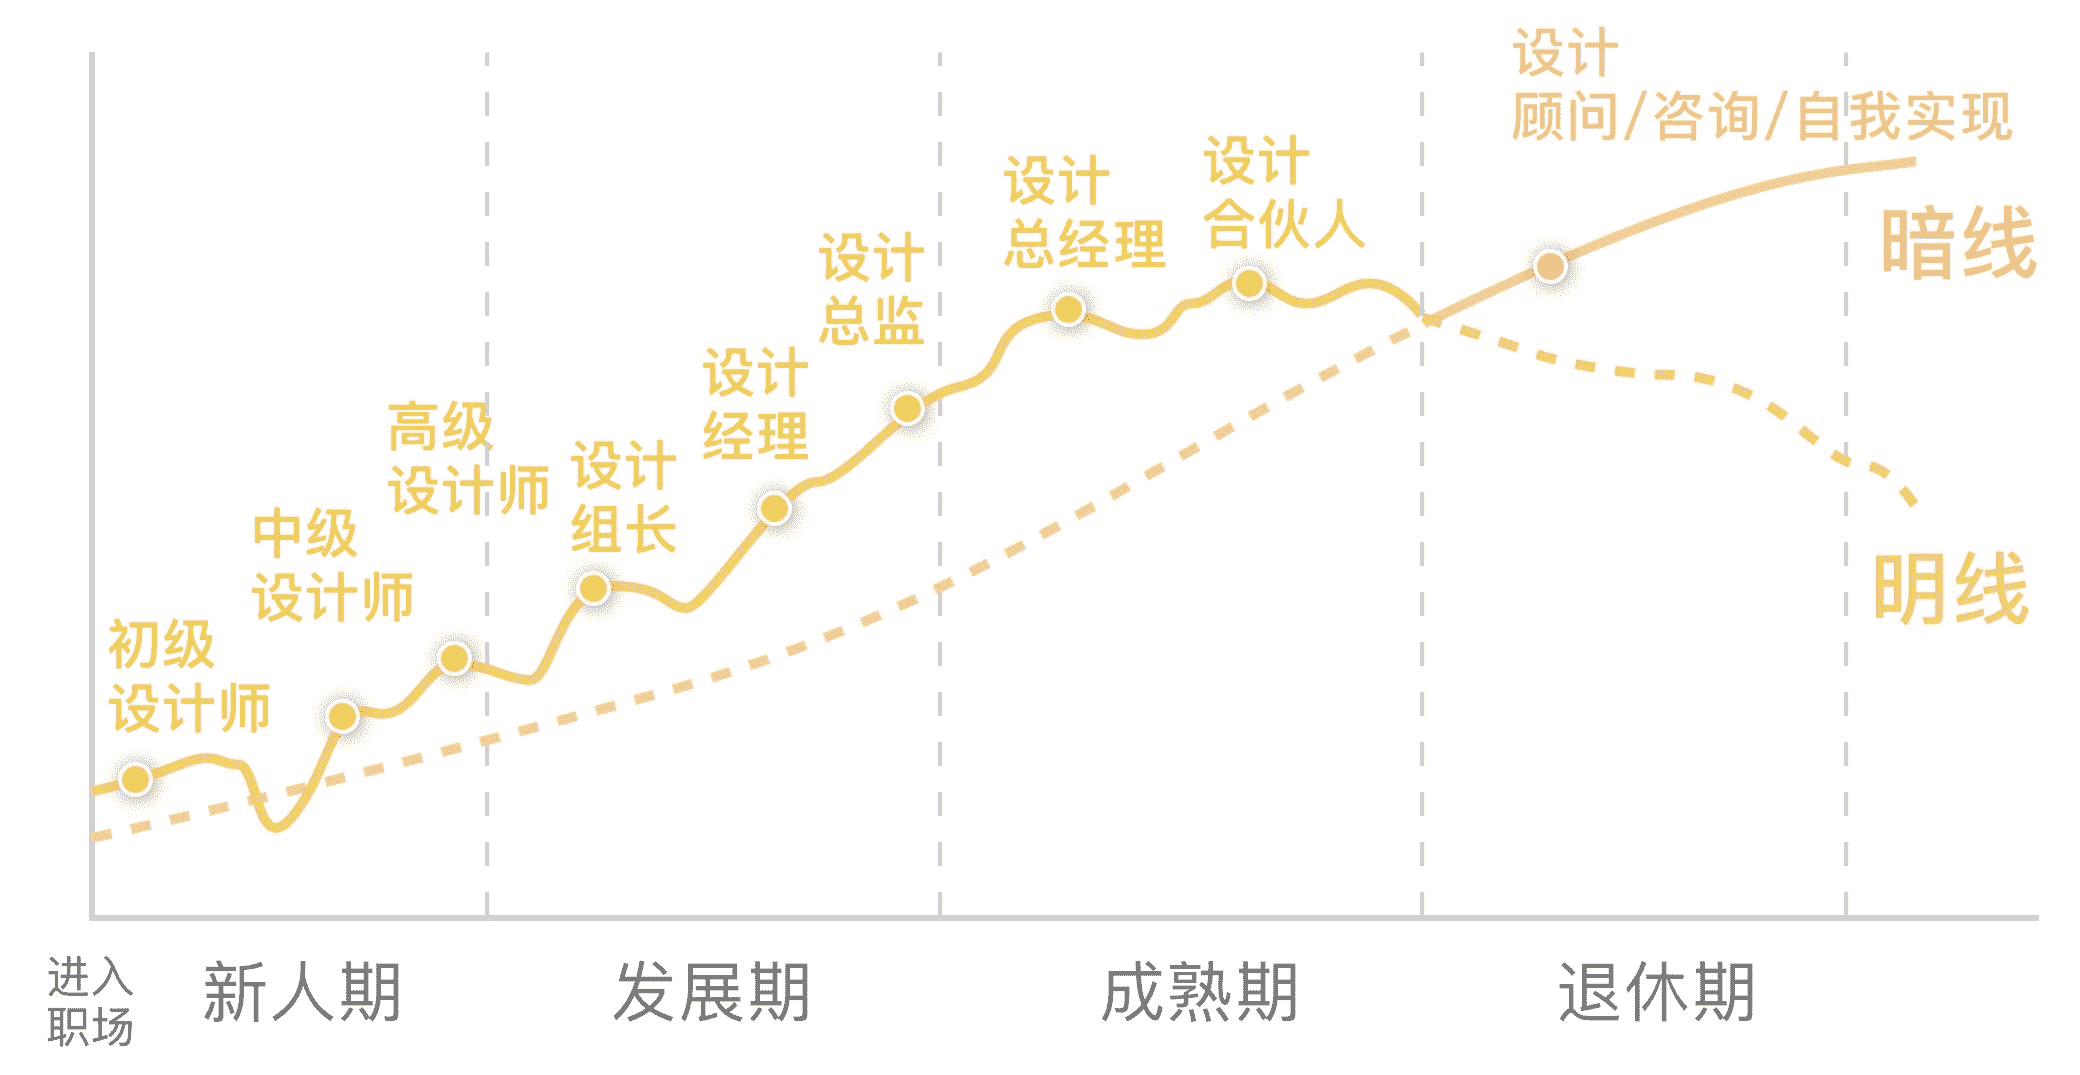 设计
顾问/咨询/自我实现
设计
合伙人
设计
总经理
暗线
设计
总监
设计
经理
高级
设计师
设计
组长
中级
设计师
明线
初级
设计师
进入
职场
新人期
发展期
成熟期
退休期